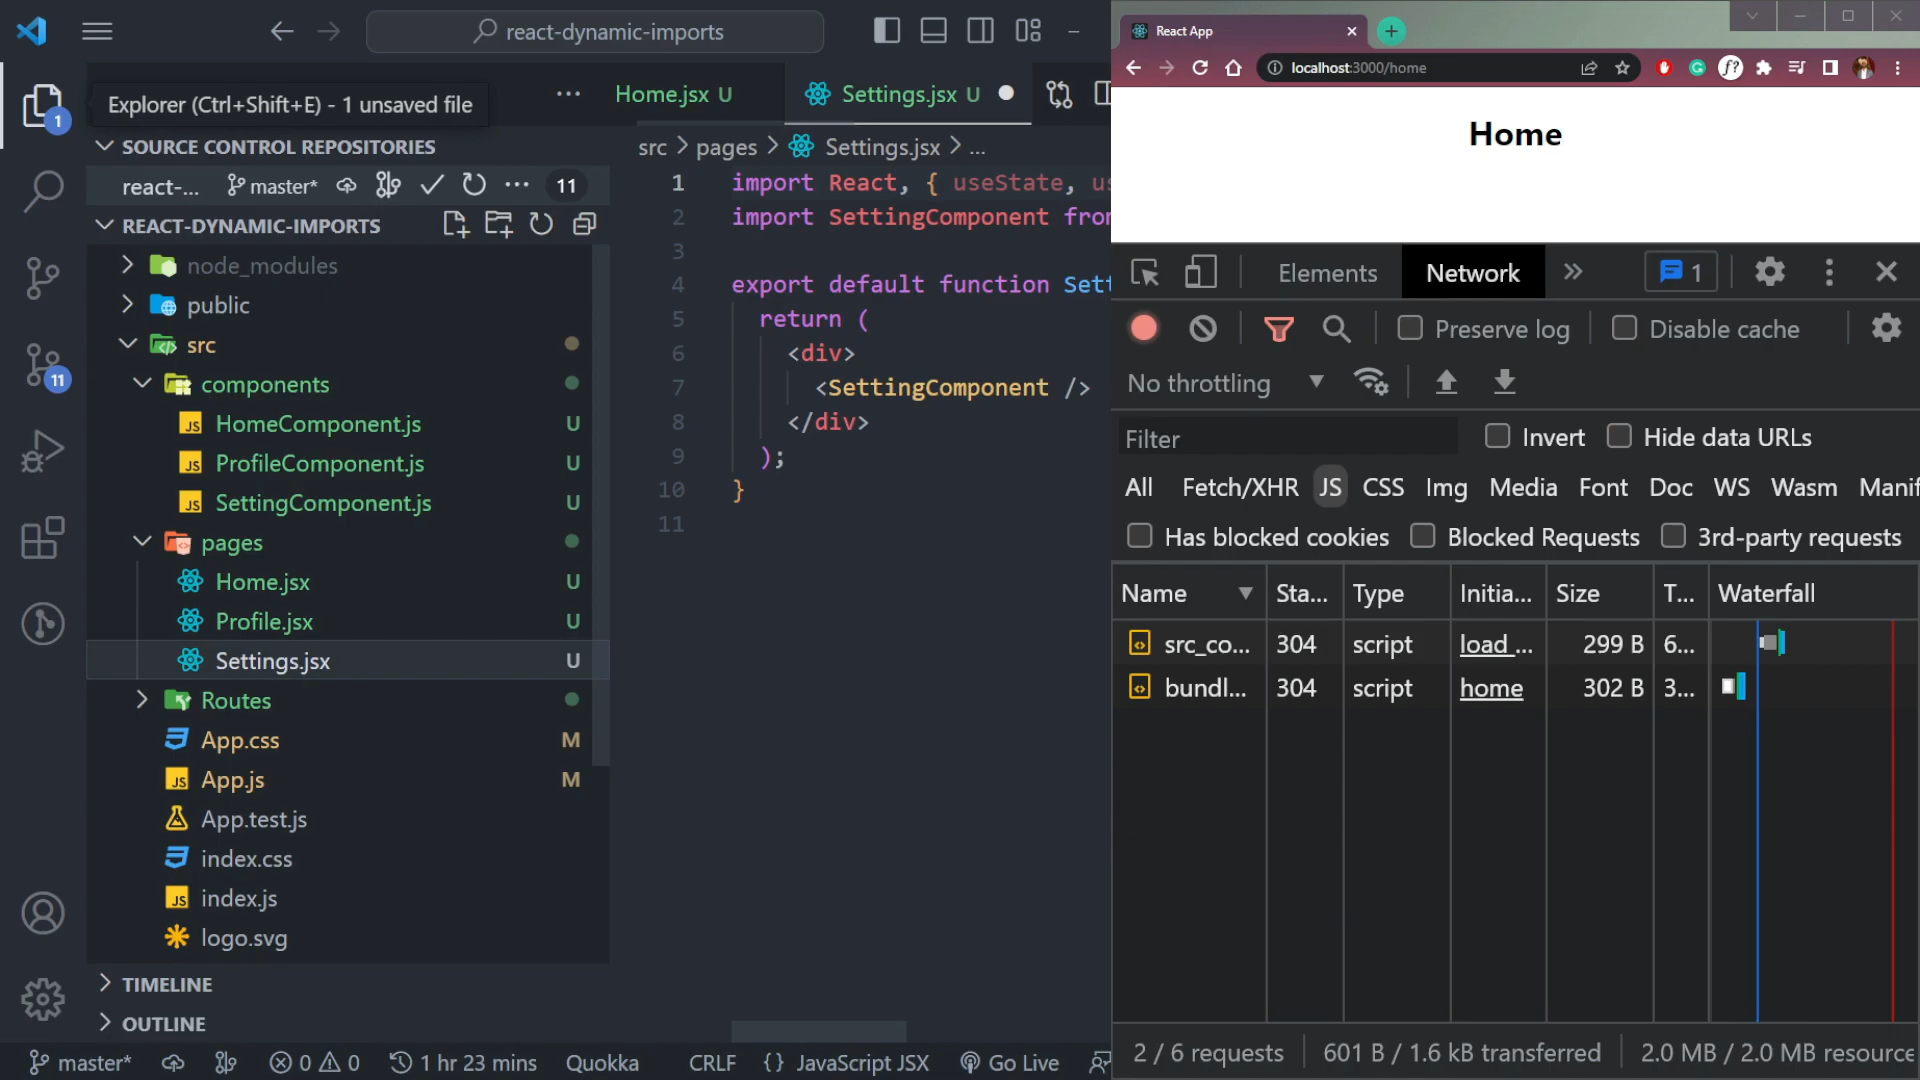 react-dynamic-imports
1
Explorer (Ctrl+Shift+E) - 1 unsaved file
SOURCE CONTROL REPOSITORIES
react-... master* 11
REACT-DYNAMIC-IMPORTS
node_modules
public
src
11
components
HomeComponent.js U
ProfileComponent.js U
SettingComponent.js U
pages
Home.jsx U
Profile.jsx U
Settings.jsx U
Routes
App.css M
App.js M
App.test.js
index.css
index.js
logo.svg
TIMELINE
OUTLINE
Home.jsx U Settings.jsx U
src > pages > Settings.jsx > ...
1 import React, { useState, us
2 import SettingComponent from
3
4 export default function Sett
5 return (
6 <div>
7 <SettingComponent />
8 </div>
9 );
10 }
11
master* 0 0 1 hr 23 mins Quokka CRLF {} JavaScript JSX Go Live
React App
localhost:3000/home
Home
Elements Network 1
Preserve log Disable cache
No throttling
Filter Invert Hide data URLs
All Fetch/XHR JS CSS Img Media Font Doc WS Wasm Manif
Has blocked cookies Blocked Requests 3rd-party requests
Name Sta... Type Initia... Size T... Waterfall
src_co... 304 script load_... 299 B 6...
bundl... 304 script home 302 B 3...
2 / 6 requests 601 B / 1.6 kB transferred 2.0 MB / 2.0 MB resource